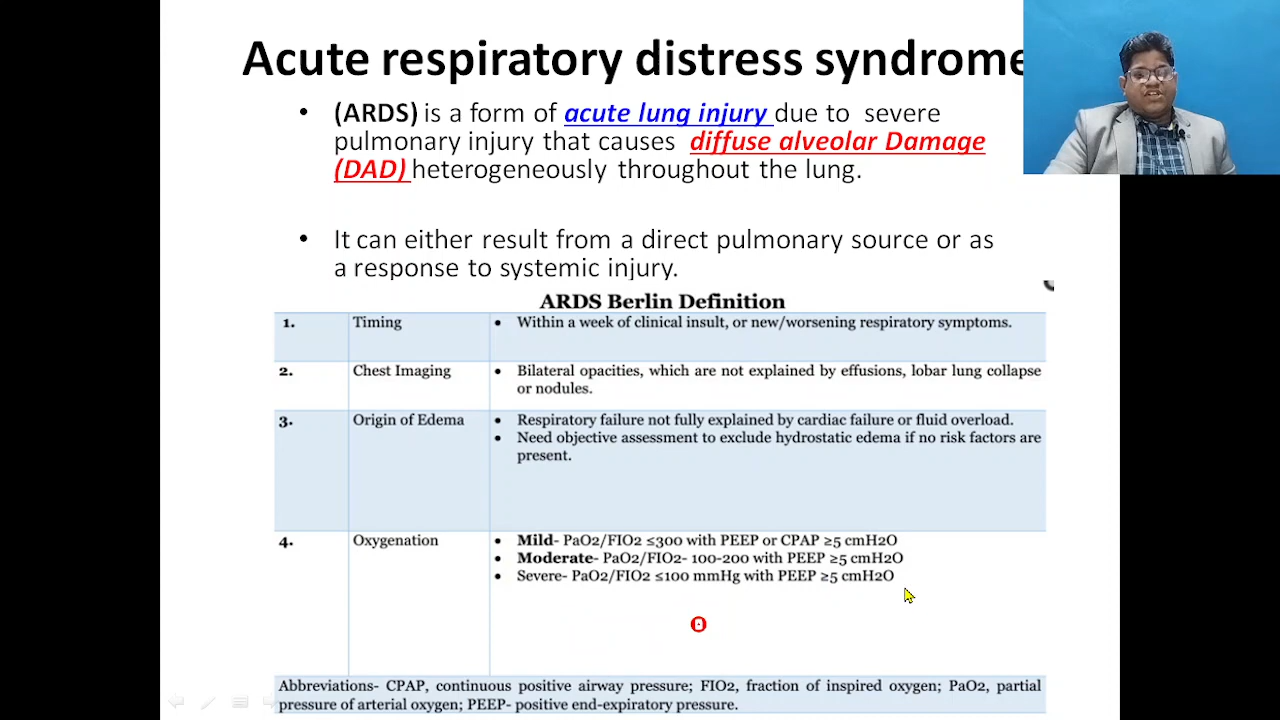 Acute respiratory distress syndrome
• (ARDS) is a form of acute lung injury due to severe
pulmonary injury that causes diffuse alveolar Damage
(DAD) heterogeneously throughout the lung.
• It can either result from a direct pulmonary source or as
a response to systemic injury.
ARDS Berlin Definition
1. Timing • Within a week of clinical insult, or new/worsening respiratory symptoms.
2. Chest Imaging • Bilateral opacities, which are not explained by effusions, lobar lung collapse
or nodules.
3. Origin of Edema • Respiratory failure not fully explained by cardiac failure or fluid overload.
• Need objective assessment to exclude hydrostatic edema if no risk factors are
present.
4. Oxygenation • Mild- PaO2/FIO2 ≤300 with PEEP or CPAP ≥5 cmH2O
• Moderate- PaO2/FIO2- 100-200 with PEEP ≥5 cmH2O
• Severe- PaO2/FIO2 ≤100 mmHg with PEEP ≥5 cmH2O
Abbreviations- CPAP, continuous positive airway pressure; FIO2, fraction of inspired oxygen; PaO2, partial
pressure of arterial oxygen; PEEP- positive end-expiratory pressure.